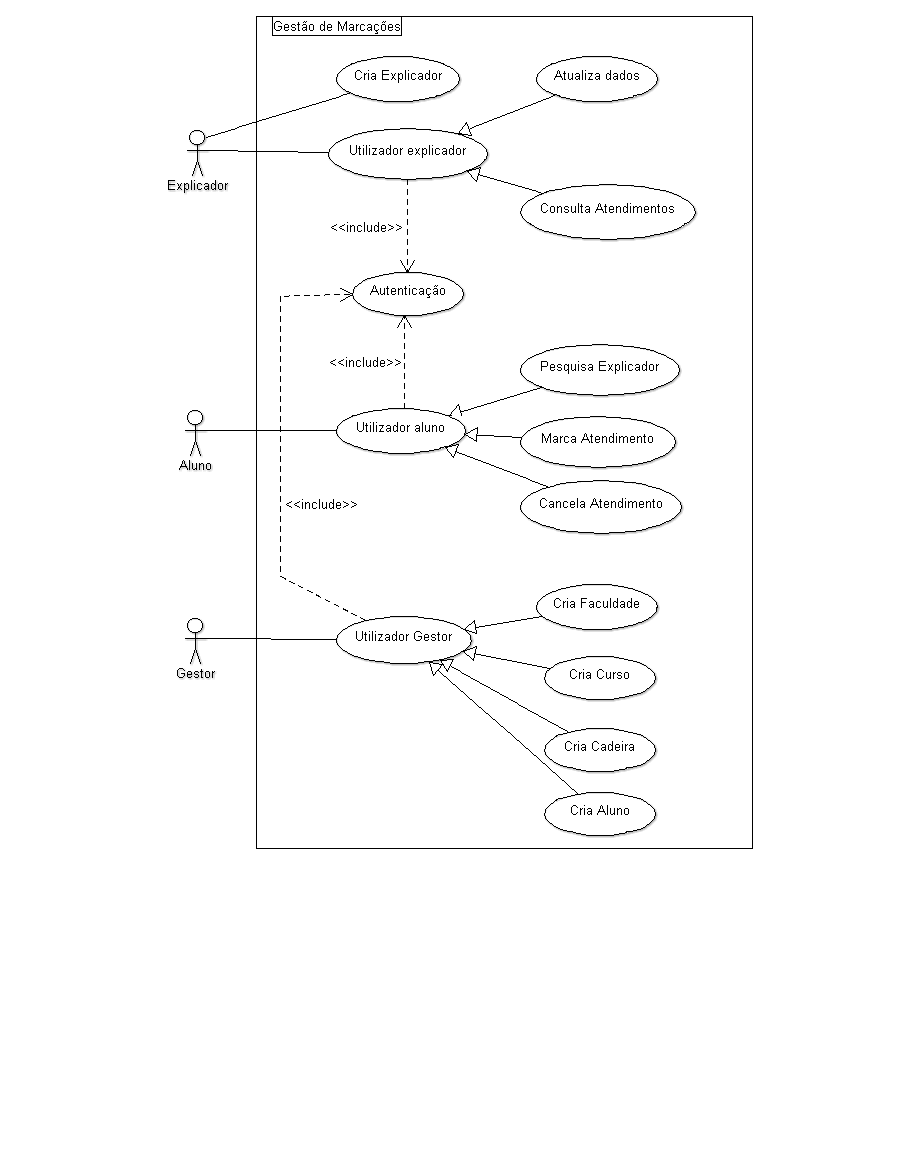 Gestão de Marcações
Cria Explicador
Atualiza dados
Utilizador explicador
Explicador
Consulta Atendimentos
<<include>>
Autenticação
<<include>>
Pesquisa Explicador
Utilizador aluno
Marca Atendimento
Aluno
Cancela Atendimento
<<include>>
Cria Faculdade
Utilizador Gestor
Gestor
Cria Curso
Cria Cadeira
Cria Aluno